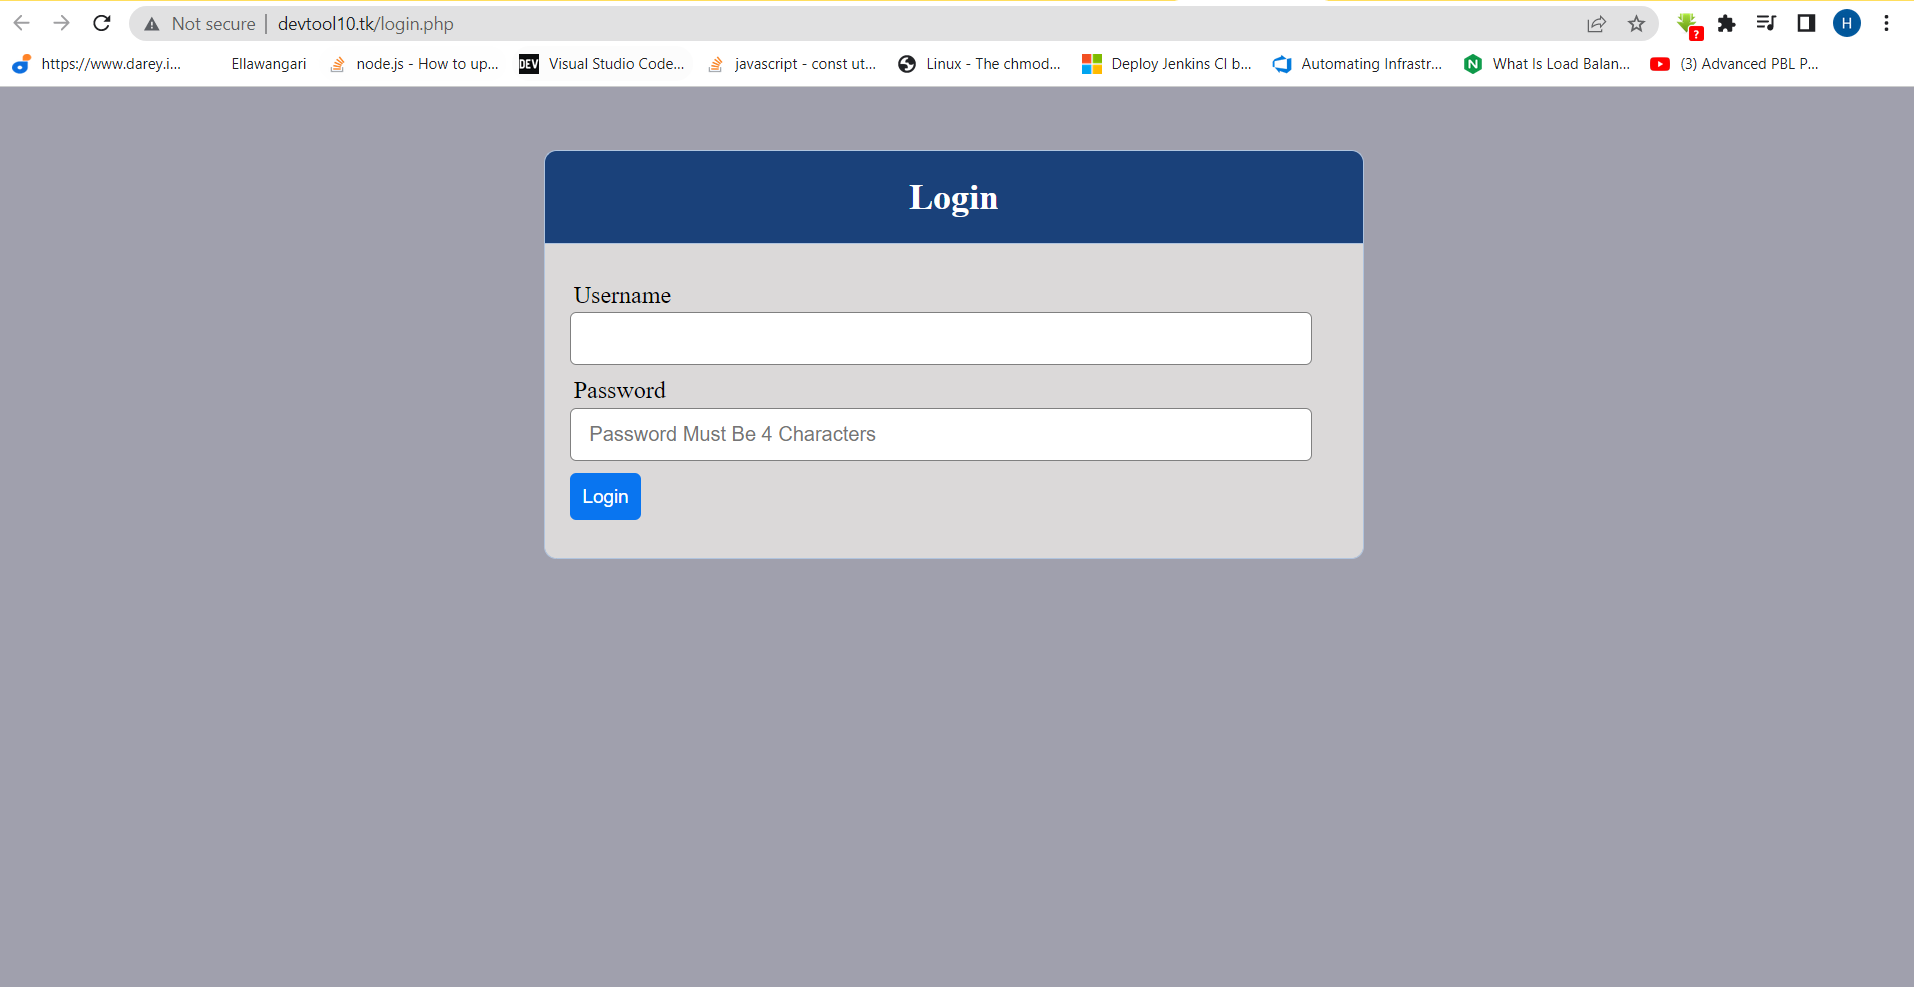 Not secure | devtool10.tk/login.php
H
?
https://www.darey.i... Ellawangari node.js - How to up... DEV Visual Studio Code... javascript - const ut... Linux - The chmod... Deploy Jenkins CI b... Automating Infrastr... N What Is Load Balan... (3) Advanced PBL P...
Login
Username
Password
Password Must Be 4 Characters
Login